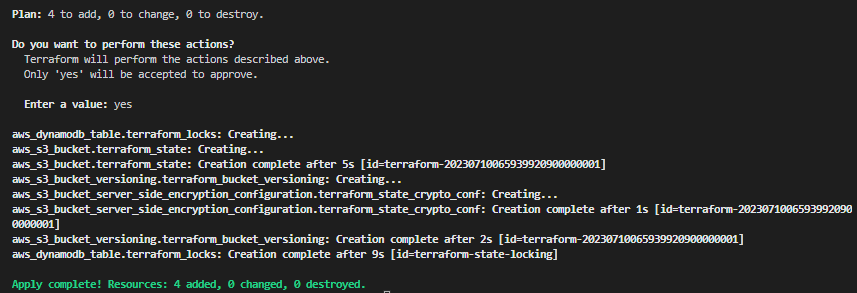 Plan: 4 to add, 0 to change, 0 to destroy.
Do you want to perform these actions?
Terraform will perform the actions described above.
Only 'yes' will be accepted to approve.
Enter a value: yes
aws_dynamodb_table.terraform_locks: Creating...
aws_s3_bucket.terraform_state: Creating...
aws_s3_bucket.terraform_state: Creation complete after 5s [id=terraform-20230710065939920900000001]
aws_s3_bucket_versioning.terraform_bucket_versioning: Creating...
aws_s3_bucket_server_side_encryption_configuration.terraform_state_crypto_conf: Creating...
aws_s3_bucket_server_side_encryption_configuration.terraform_state_crypto_conf: Creation complete after 1s [id=terraform-2023071006593992090
0000001]
aws_s3_bucket_versioning.terraform_bucket_versioning: Creation complete after 2s [id=terraform-20230710065939920900000001]
aws_dynamodb_table.terraform_locks: Creation complete after 9s [id=terraform-state-locking]
Apply complete! Resources: 4 added, 0 changed, 0 destroyed.